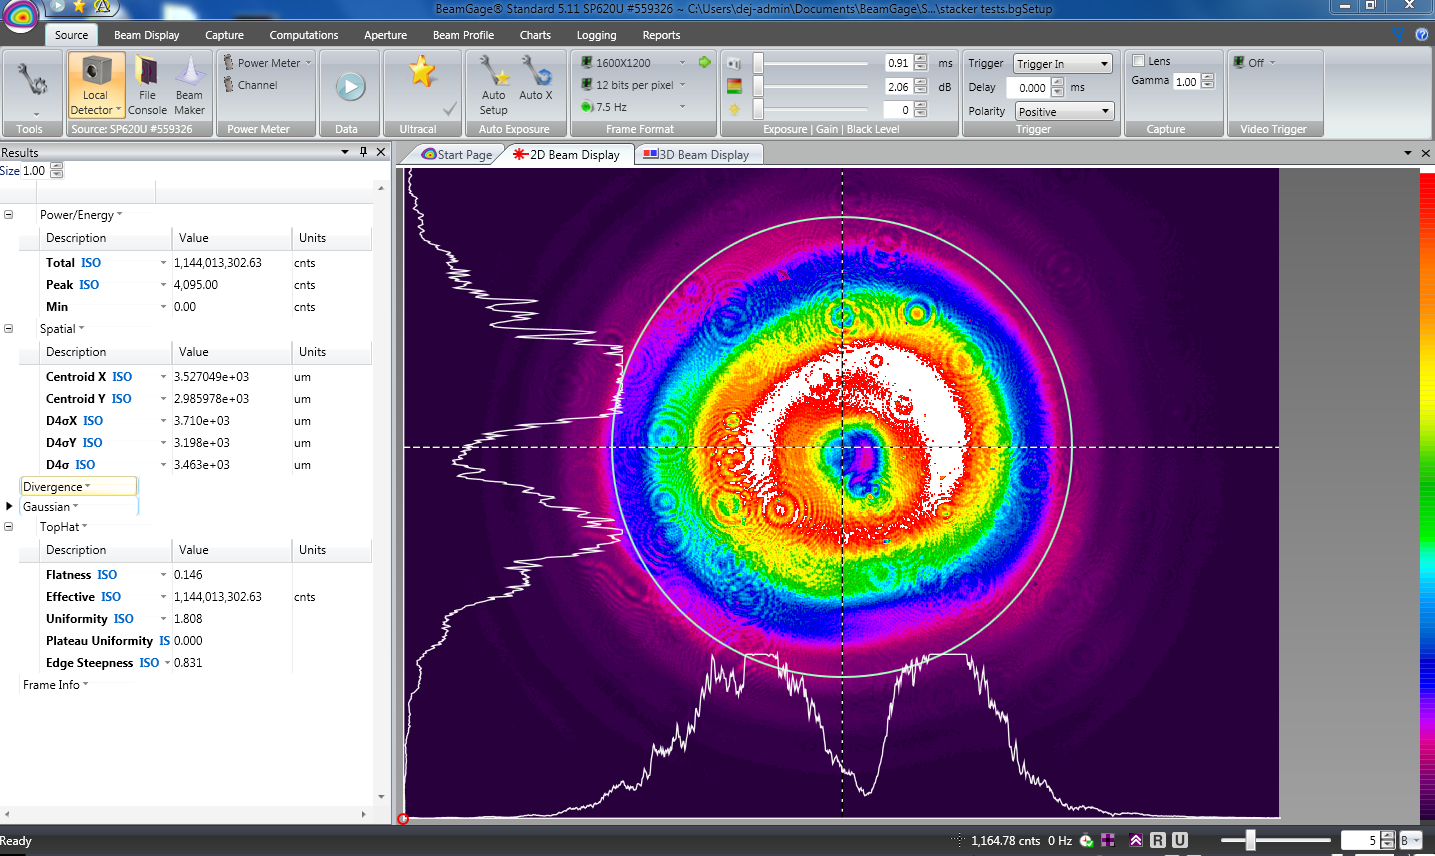 BeamGage® Standard 5.11 SP620U #559326 ~ C:\Users\dej-admin\Documents\BeamGage\S...\stacker tests.bgSetup
Source Beam Display Capture Computations Aperture Beam Profile Charts Logging Reports
Local Detector File Console Beam Maker
Power Meter
Channel
Auto Setup Auto X
1600X1200
12 bits per pixel
7.5 Hz
0.91 ms
2.06 dB
0
Trigger Trigger In
Delay 0.000 ms
Polarity Positive
Lens
Gamma 1.00
Off
Tools Source: SP620U #559326 Power Meter Data Ultracal Auto Exposure Frame Format Exposure | Gain | Black Level Trigger Capture Video Trigger
Results
Start Page 2D Beam Display 3D Beam Display
Size 1.00
Power/Energy
Description Value Units
Total ISO 1,144,013,302.63 cnts
Peak ISO 4,095.00 cnts
Min 0.00 cnts
Spatial
Description Value Units
Centroid X ISO 3.527049e+03 um
Centroid Y ISO 2.985978e+03 um
D4σX ISO 3.710e+03 um
D4σY ISO 3.198e+03 um
D4σ ISO 3.463e+03 um
Divergence
Gaussian
TopHat
Description Value Units
Flatness ISO 0.146
Effective ISO 1,144,013,302.63 cnts
Uniformity ISO 1.808
Plateau Uniformity IS 0.000
Edge Steepness ISO 0.831
Frame Info
Ready
1,164.78 cnts 0 Hz R U 5 B